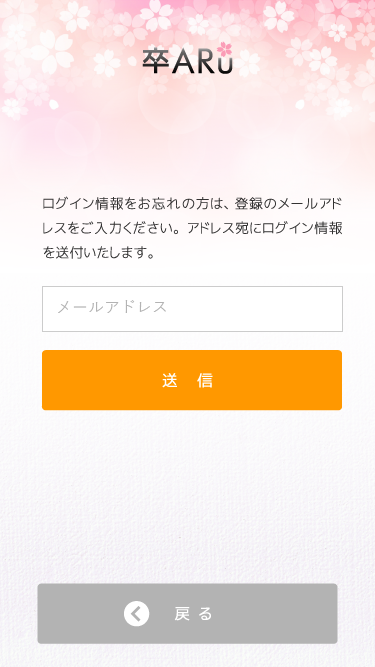 卒ARu
ログイン情報をお忘れの方は、登録のメールアド
レスをご入力ください。アドレス宛にログイン情報
を送付いたします。
メールアドレス
送 信
戻 る